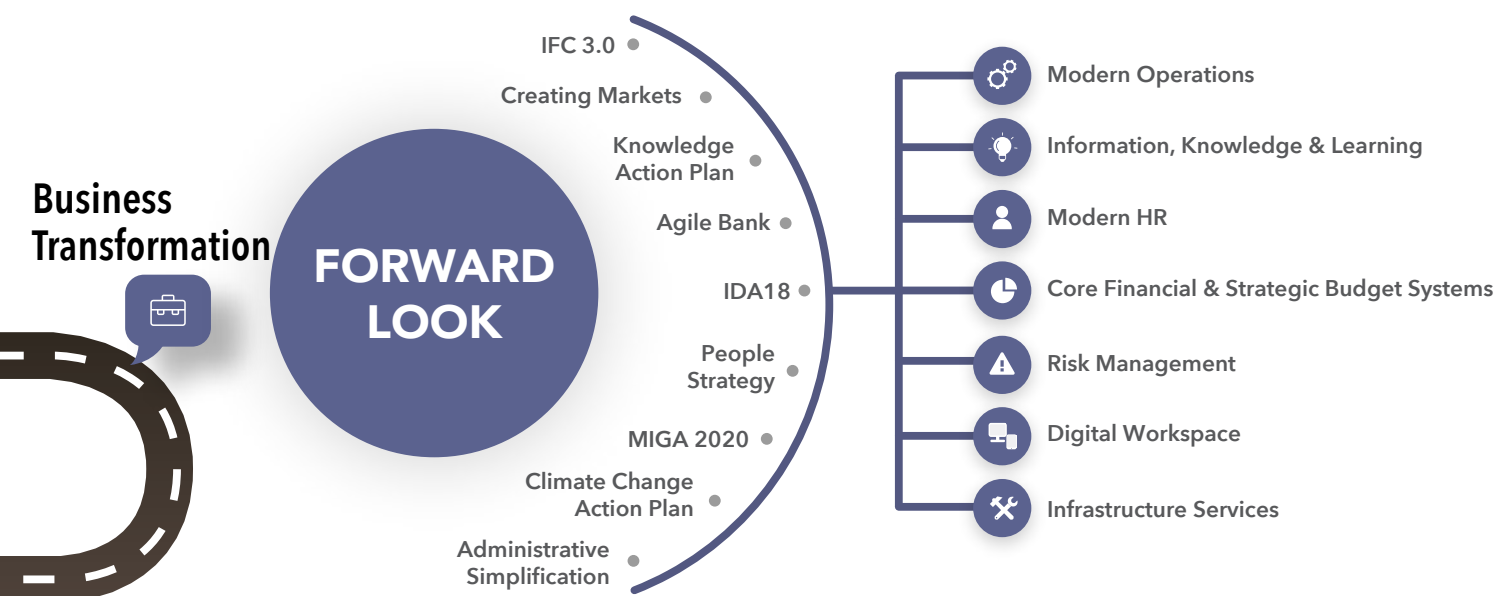 Business
Transformation
FORWARD
LOOK
IFC 3.0
Creating Markets
Knowledge
Action Plan
Agile Bank
IDA18
People
Strategy
MIGA 2020
Climate Change
Action Plan
Administrative
Simplification
Modern Operations
Information, Knowledge & Learning
Modern HR
Core Financial & Strategic Budget Systems
Risk Management
Digital Workspace
Infrastructure Services